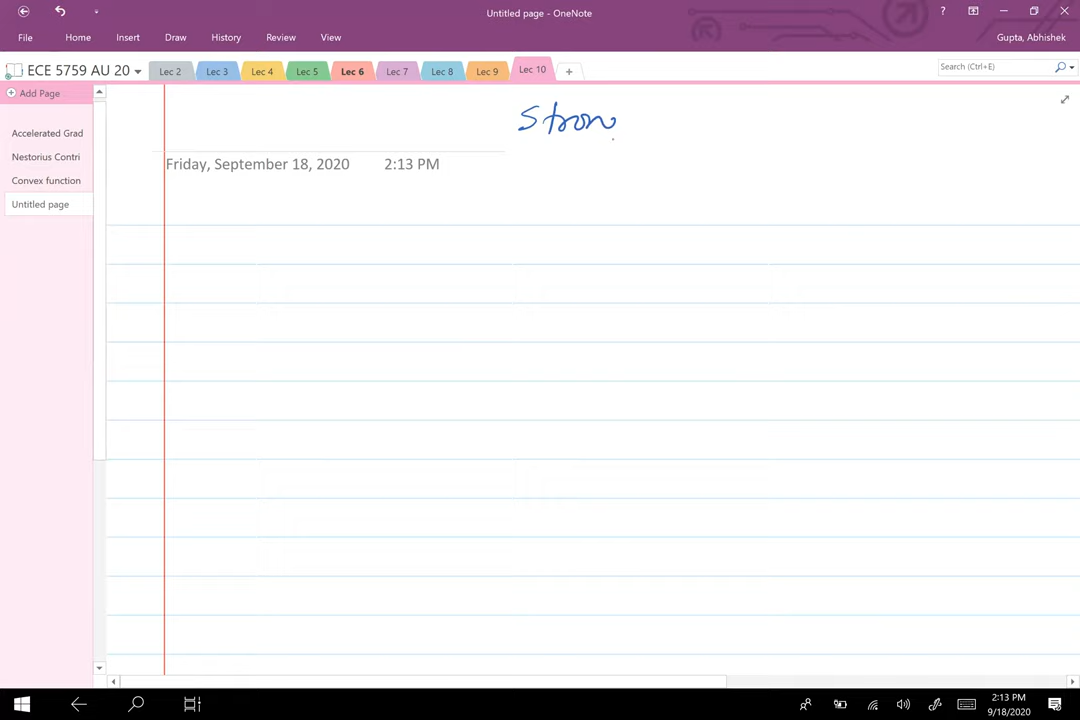 Untitled page - OneNote
File Home Insert Draw History Review View Gupta, Abhishek
ECE 5759 AU 20 Lec 2 Lec 3 Lec 4 Lec 5 Lec 6 Lec 7 Lec 8 Lec 9 Lec 10 + Search (Ctrl+E)
Add Page
Accelerated Grad
Nestorius Contri
Convex function
Untitled page
Stron
Friday, September 18, 2020 2:13 PM
2:13 PM
9/18/2020